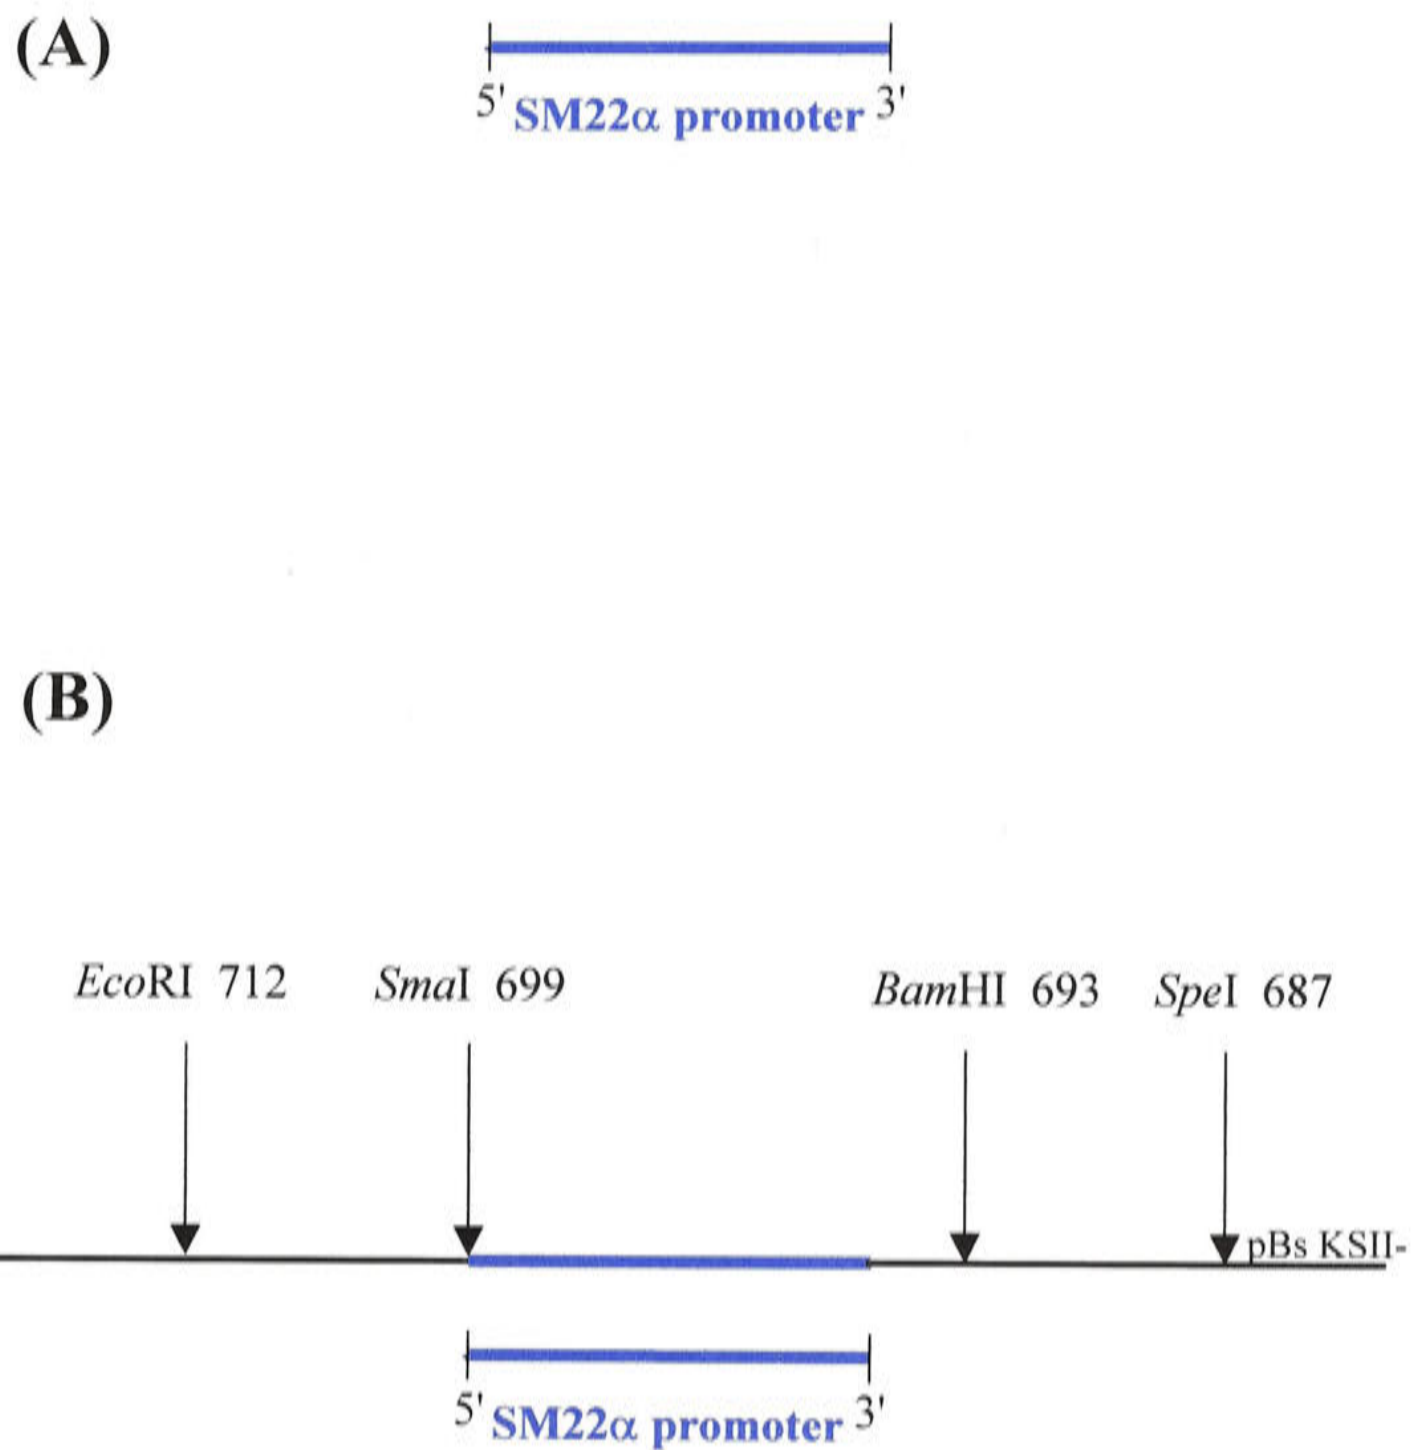 (A)
5' SM22α promoter 3'
(B)
EcoRI 712 SmaI 699 BamHI 693 SpeI 687
pBs KSII-
5' SM22α promoter 3'